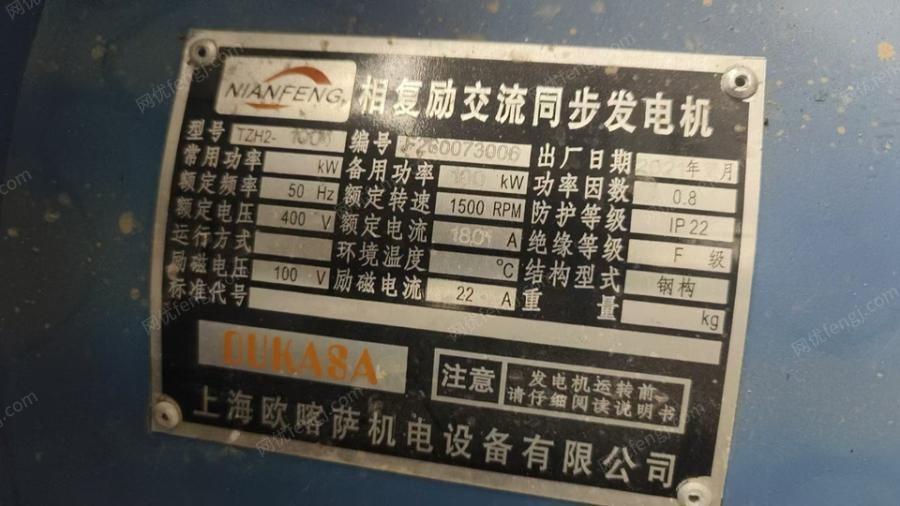 NIANFENG 相复励交流同步发电机
型号 TZH2- 编号 出厂日期 2021年 月
常用功率 kW 备用功率 100 kW 功率因数 0.8
额定频率 50 Hz 额定转速 1500 RPM 防护等级 IP22
额定电压 400 V 额定电流 A 绝缘等级 F 级
运行方式 环境温度 °C 结构型式 钢构
励磁电压 100 V 励磁电流 22 A 重量 kg
标准代号
OUKASA
注意
发电机运转前
请仔细阅读说明书
上海欧喀萨机电设备有限公司